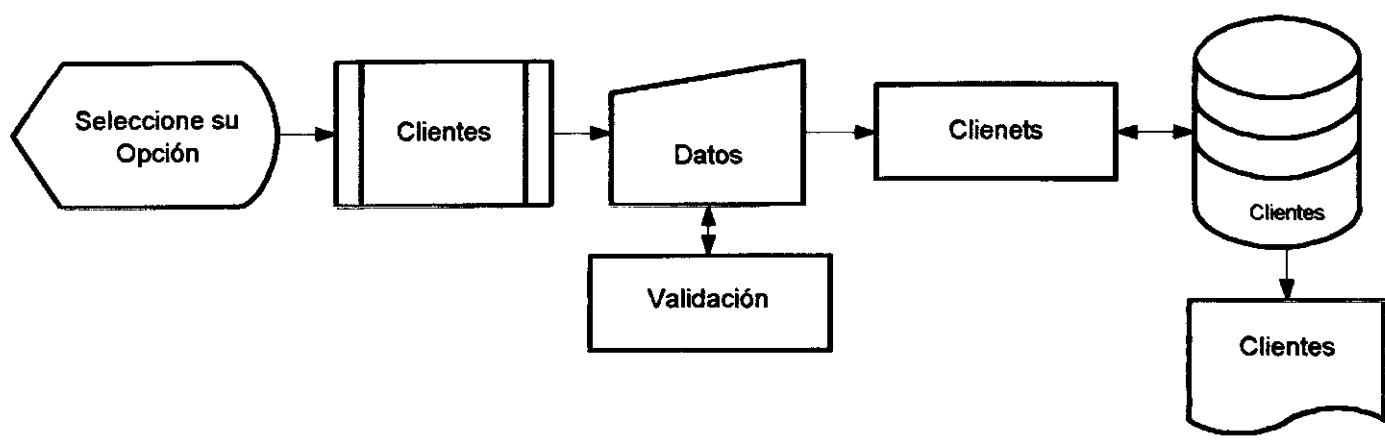 Seleccione su
Opción
Clientes
Datos
Clienets
Clientes
Validación
Clientes